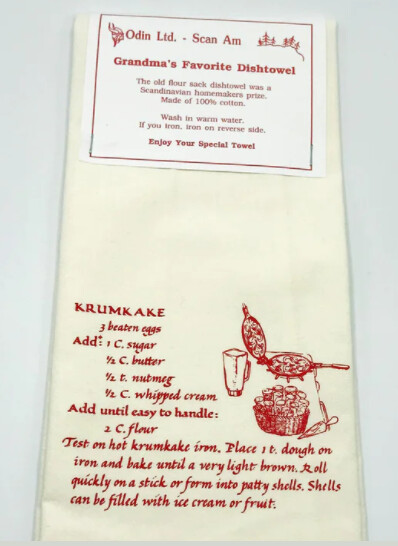 Odin Ltd. - Scan Am
Grandma's Favorite Dishtowel
The old flour sack dishtowel was a
Scandinavian homemakers prize.
Made of 100% cotton.
Wash in warm water.
If you iron, iron on reverse side.
Enjoy Your Special Towel
KRUMKAKE
3 beaten eggs
Add: 1 C. sugar
½ C. butter
½ t. nutmeg
½ C. whipped cream
Add until easy to handle:
2 C. flour
Test on hot krumkake iron. Place 1 t. dough on
iron and bake until a very light brown. Roll
quickly on a stick or form into patty shells. Shells
can be filled with ice cream or fruit.